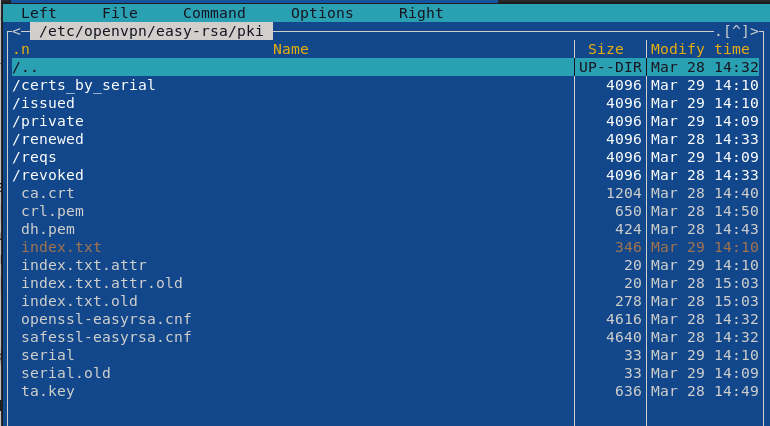 Left File Command Options Right
<- /etc/openvpn/easy-rsa/pki .[^]>
.n Name Size Modify time
/.. UP--DIR Mar 28 14:32
/certs_by_serial 4096 Mar 29 14:10
/issued 4096 Mar 29 14:10
/private 4096 Mar 29 14:09
/renewed 4096 Mar 28 14:33
/reqs 4096 Mar 29 14:09
/revoked 4096 Mar 28 14:33
ca.crt 1204 Mar 28 14:40
crl.pem 650 Mar 28 14:50
dh.pem 424 Mar 28 14:43
index.txt 346 Mar 29 14:10
index.txt.attr 20 Mar 29 14:10
index.txt.attr.old 20 Mar 28 15:03
index.txt.old 278 Mar 28 15:03
openssl-easyrsa.cnf 4616 Mar 28 14:32
safessl-easyrsa.cnf 4640 Mar 28 14:32
serial 33 Mar 29 14:10
serial.old 33 Mar 29 14:09
ta.key 636 Mar 28 14:49